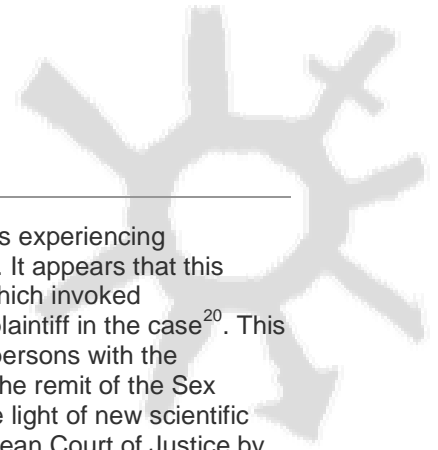 s experiencing
. It appears that this
hich invoked
laintiff in the case20. This
persons with the
he remit of the Sex
e light of new scientific
ean Court of Justice by